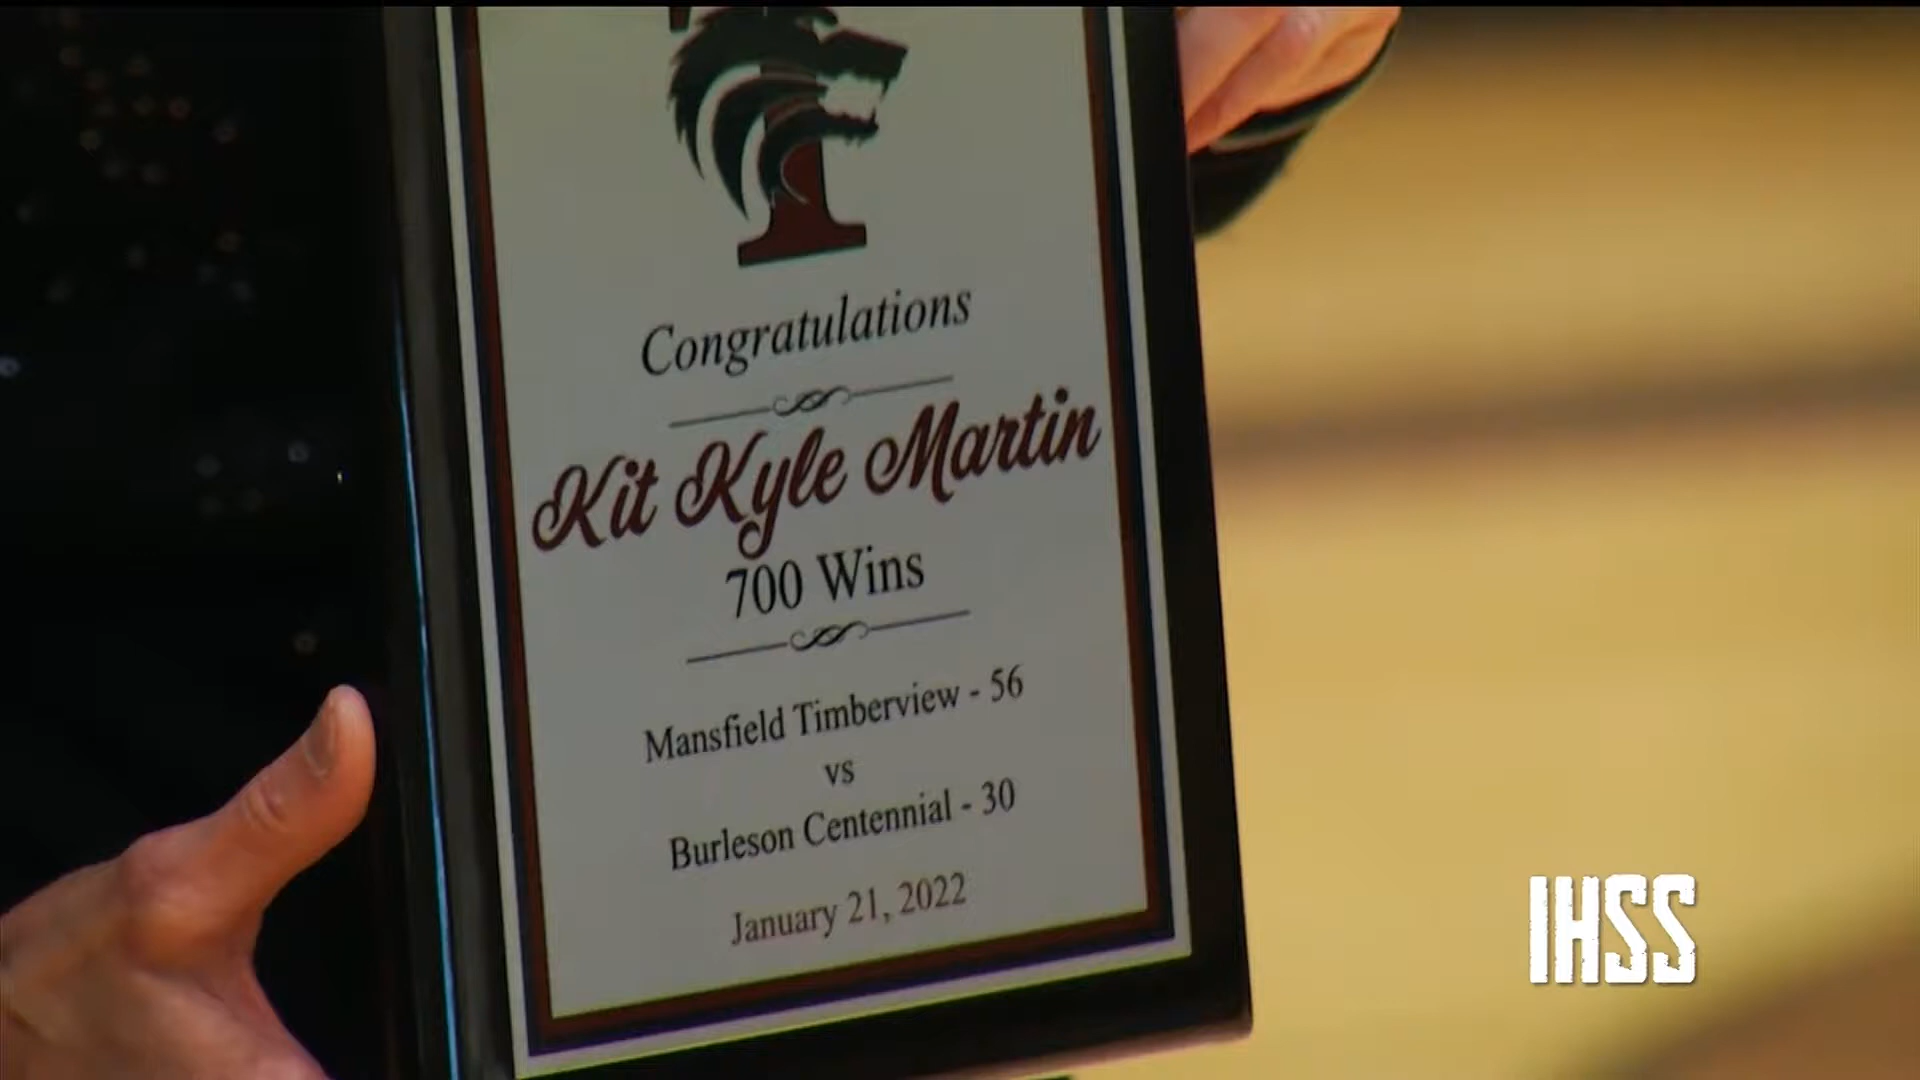 Congratulations
Kit Kyle Martin
700 Wins
Mansfield Timberview - 56
vs
Burleson Centennial - 30
January 21, 2022
IHSS